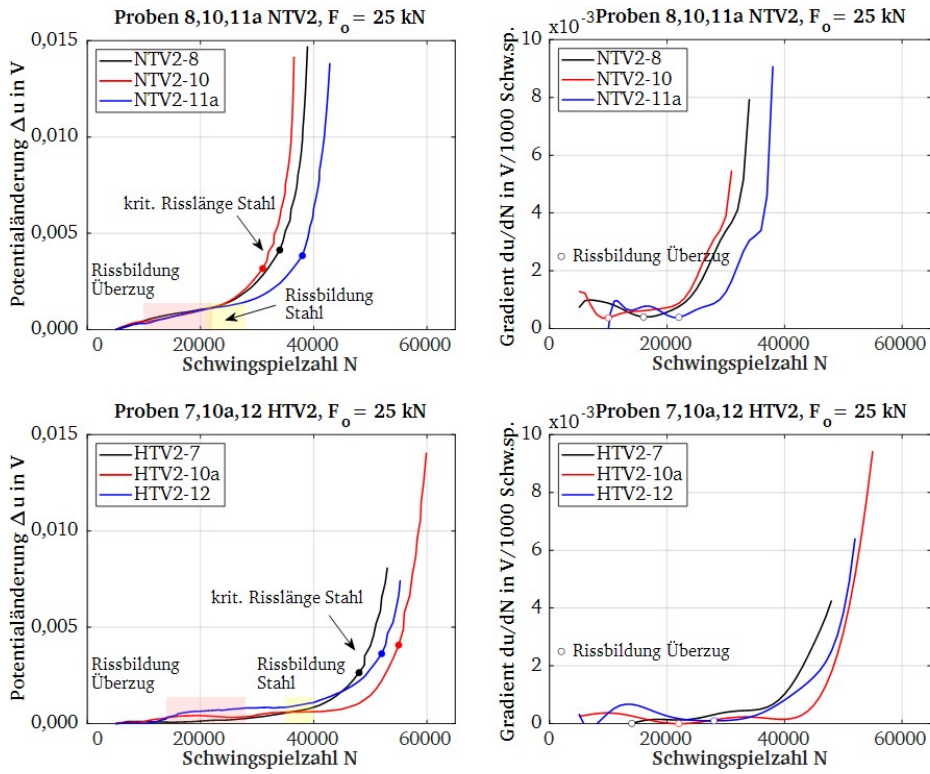 Proben 8,10,11a NTV2, Fo = 25 kN
Potentialänderung Δ u in V
0,015
0,010
0,005
0,000
NTV2-8
NTV2-10
NTV2-11a
krit. Risslänge Stahl
Rissbildung
Überzug
Rissbildung
Stahl
0 20000 40000 60000
Schwingspielzahl N
Proben 8,10,11a NTV2, Fo = 25 kN
x10-3
Gradient du/dN in V/1000 Schw.sp.
10
8
6
4
2
0
NTV2-8
NTV2-10
NTV2-11a
Rissbildung Überzug
0 20000 40000 60000
Schwingspielzahl N
Proben 7,10a,12 HTV2, Fo = 25 kN
Potentialänderung Δ u in V
0,015
0,010
0,005
0,000
HTV2-7
HTV2-10a
HTV2-12
krit. Risslänge Stahl
Rissbildung
Überzug
Rissbildung
Stahl
0 20000 40000 60000
Schwingspielzahl N
Proben 7,10a,12 HTV2, Fo = 25 kN
x10-3
Gradient du/dN in V/1000 Schw.sp.
10
8
6
4
2
0
HTV2-7
HTV2-10a
HTV2-12
Rissbildung Überzug
0 20000 40000 60000
Schwingspielzahl N